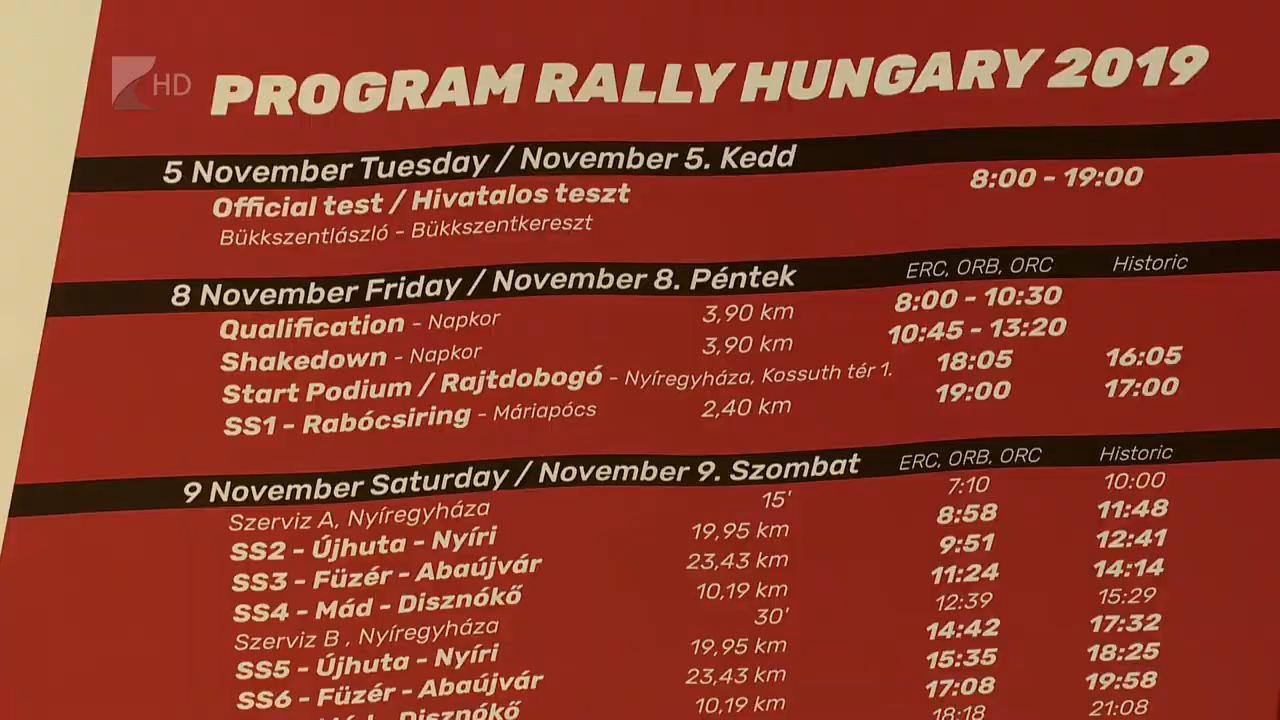 HD
PROGRAM RALLY HUNGARY 2019
5 November Tuesday / November 5. Kedd
Official test / Hivatalos teszt 8:00 - 19:00
Bükkszentlászló - Bükkszentkereszt
8 November Friday / November 8. Péntek ERC, ORB, ORC Historic
Qualification - Napkor 3,90 km 8:00 - 10:30
Shakedown - Napkor 3,90 km 10:45 - 13:20
Start Podium / Rajtdobogó - Nyíregyháza, Kossuth tér 1. 18:05 16:05
SS1 - Rabócsiring - Máriapócs 2,40 km 19:00 17:00
9 November Saturday / November 9. Szombat ERC, ORB, ORC Historic
Szerviz A, Nyíregyháza 15' 7:10 10:00
SS2 - Újhuta - Nyíri 19,95 km 8:58 11:48
SS3 - Füzér - Abaújvár 23,43 km 9:51 12:41
SS4 - Mád - Disznókő 10,19 km 11:24 14:14
Szerviz B , Nyíregyháza 30' 12:39 15:29
SS5 - Újhuta - Nyíri 19,95 km 14:42 17:32
SS6 - Füzér - Abaújvár 23,43 km 15:35 18:25
Mád - Disznókő 10,19 km 17:08 19:58
18:18 21:08